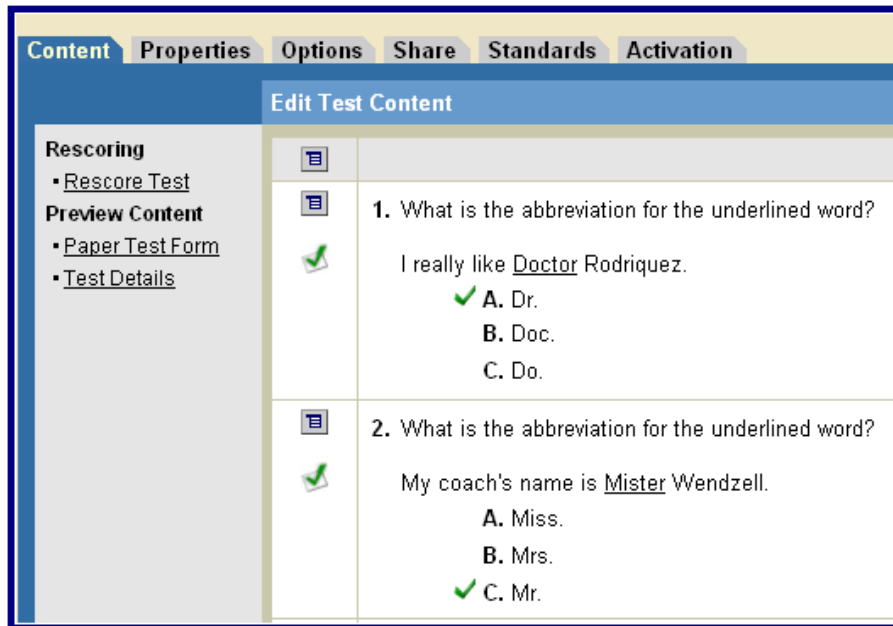 Content Properties Options Share Standards Activation
Edit Test Content
Rescoring
▪ Rescore Test
Preview Content
▪ Paper Test Form
▪ Test Details
1. What is the abbreviation for the underlined word?
I really like Doctor Rodriquez.
A. Dr.
B. Doc.
C. Do.
2. What is the abbreviation for the underlined word?
My coach's name is Mister Wendzell.
A. Miss.
B. Mrs.
C. Mr.